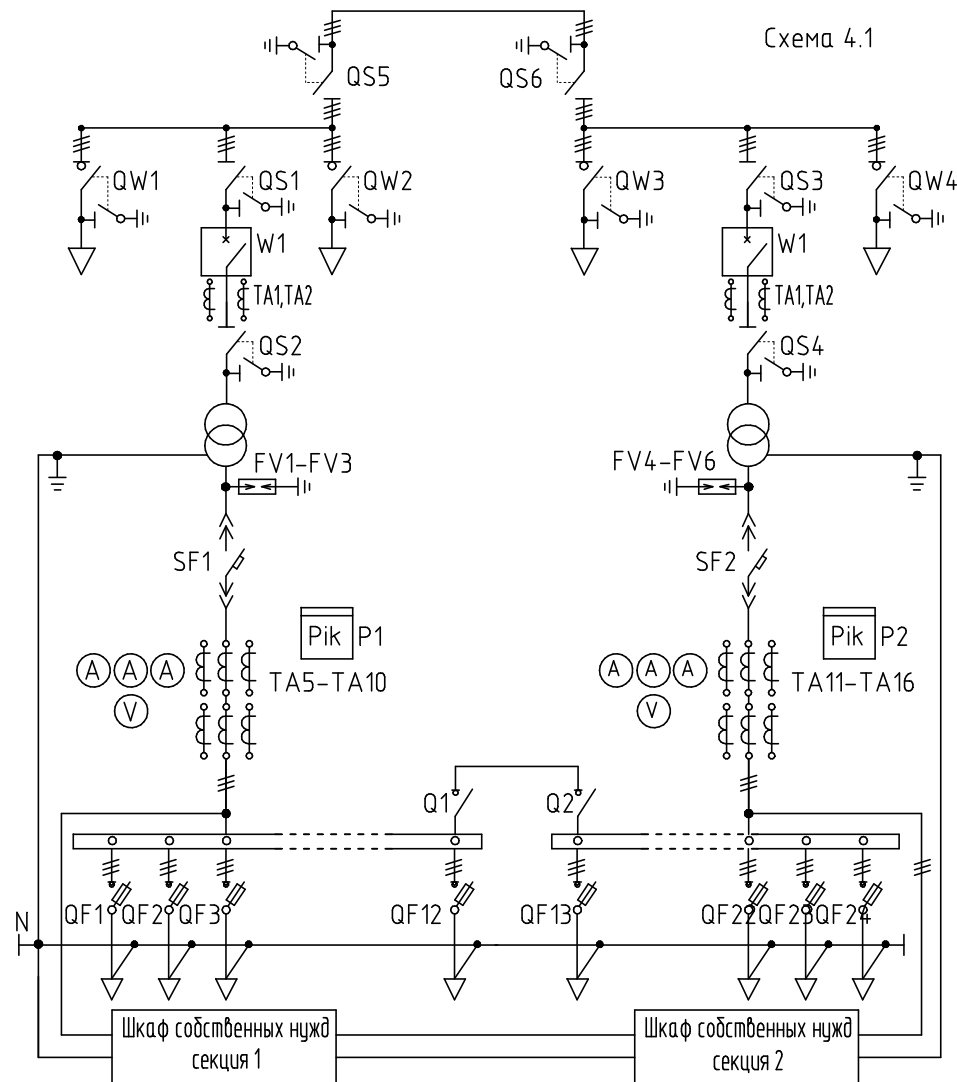 Схема 4.1
QS5
QS6
QW1
QS1
QW2
QW3
QS3
QW4
W1
W1
TA1,TA2
TA1,TA2
QS2
QS4
FV1-FV3
FV4-FV6
SF1
SF2
Pik
P1
Pik
P2
A
A
A
A
A
A
TA5-TA10
TA11-TA16
V
V
Q1
Q2
QF1
QF2
QF3
QF12
QF13
QF22
QF23
QF24
N
Шкаф собственных нужд
секция 1
Шкаф собственных нужд
секция 2